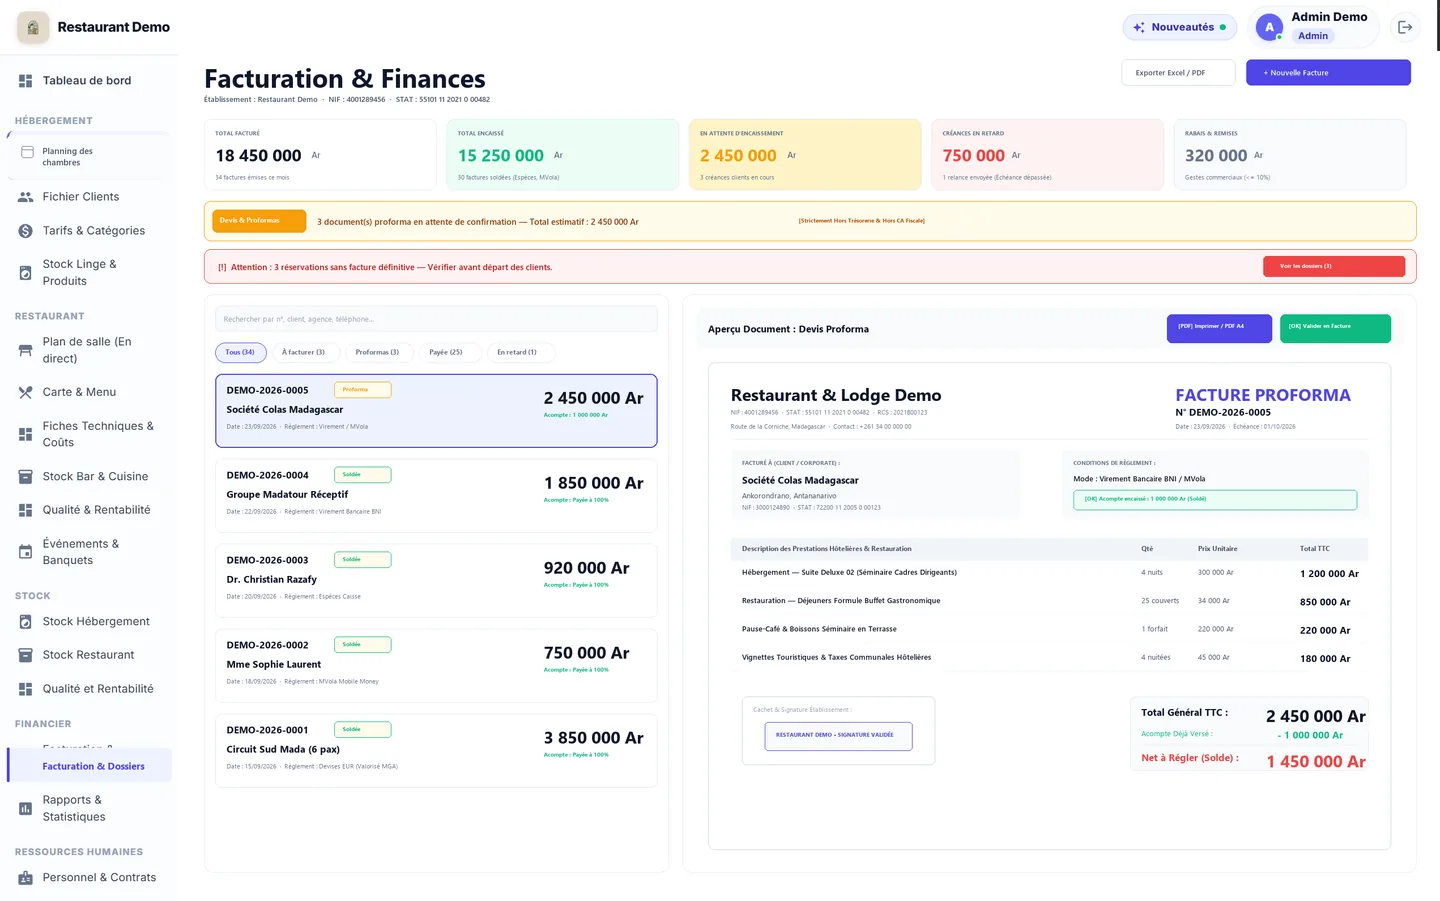 Restaurant Demo
Nouveautés
A
Admin Demo
Admin
Tableau de bord
HÉBERGEMENT
Planning des
chambres
Fichier Clients
Tarifs & Catégories
Stock Linge &
Produits
RESTAURANT
Plan de salle (En
direct)
Carte & Menu
Fiches Techniques &
Coûts
Stock Bar & Cuisine
Qualité & Rentabilité
Événements &
Banquets
STOCK
Stock Hébergement
Stock Restaurant
Qualité et Rentabilité
FINANCIER
Facturation & Dossiers
Rapports &
Statistiques
RESSOURCES HUMAINES
Personnel & Contrats
Facturation & Finances
Établissement : Restaurant Demo · NIF : 4001289456 · STAT : 55101 11 2021 0 00482
Exporter Excel / PDF
+ Nouvelle Facture
TOTAL FACTURÉ
18 450 000 Ar
34 factures émises ce mois
TOTAL ENCAISSÉ
15 250 000 Ar
30 factures soldées (Espèces, MVola)
EN ATTENTE D'ENCAISSEMENT
2 450 000 Ar
3 créances clients en cours
CRÉANCES EN RETARD
750 000 Ar
1 relance envoyée (Échéance dépassée)
RABAIS & REMISES
320 000 Ar
Gestes commerciaux (<= 10%)
Devis & Proformas
3 document(s) proforma en attente de confirmation — Total estimatif : 2 450 000 Ar
[Strictement Hors Trésorerie & Hors CA Fiscale]
[!] Attention : 3 réservations sans facture définitive — Vérifier avant départ des clients.
Voir les dossiers (3)
Rechercher par n°, client, agence, téléphone...
Tous (34)
À facturer (3)
Proformas (3)
Payée (25)
En retard (1)
DEMO-2026-0005
Proforma
2 450 000 Ar
Société Colas Madagascar
Acompte : 1 000 000 Ar
Date : 23/09/2026 · Règlement : Virement / MVola
DEMO-2026-0004
Soldée
1 850 000 Ar
Groupe Madatour Réceptif
Acompte : Payée à 100%
Date : 22/09/2026 · Règlement : Virement Bancaire BNI
DEMO-2026-0003
Soldée
920 000 Ar
Dr. Christian Razafy
Acompte : Payée à 100%
Date : 20/09/2026 · Règlement : Espèces Caisse
DEMO-2026-0002
Soldée
750 000 Ar
Mme Sophie Laurent
Acompte : Payée à 100%
Date : 18/09/2026 · Règlement : MVola Mobile Money
DEMO-2026-0001
Soldée
3 850 000 Ar
Circuit Sud Mada (6 pax)
Acompte : Payée à 100%
Date : 15/09/2026 · Règlement : Devises EUR (Valorisé MGA)
Aperçu Document : Devis Proforma
[PDF] Imprimer / PDF A4
[OK] Valider en Facture
Restaurant & Lodge Demo
NIF : 4001289456 · STAT : 55101 11 2021 0 00482 · RCS : 2021B00123
Route de la Corniche, Madagascar · Contact : +261 34 00 000 00
FACTURE PROFORMA
N° DEMO-2026-0005
Date : 23/09/2026 · Échéance : 01/10/2026
FACTURÉ À (CLIENT / CORPORATE) :
Société Colas Madagascar
Ankorondrano, Antananarivo
NIF : 3000124890 · STAT : 72200 11 2005 0 00123
CONDITIONS DE RÈGLEMENT :
Mode : Virement Bancaire BNI / MVola
[OK] Acompte encaissé : 1 000 000 Ar (Soldé)
Description des Prestations Hôtelières & Restauration Qté Prix Unitaire Total TTC
Hébergement — Suite Deluxe 02 (Séminaire Cadres Dirigeants) 4 nuits 300 000 Ar 1 200 000 Ar
Restauration — Déjeuners Formule Buffet Gastronomique 25 couverts 34 000 Ar 850 000 Ar
Pause-Café & Boissons Séminaire en Terrasse 1 forfait 220 000 Ar 220 000 Ar
Vignettes Touristiques & Taxes Communales Hôtelières 4 nuitées 45 000 Ar 180 000 Ar
Cachet & Signature Établissement :
RESTAURANT DEMO • SIGNATURE VALIDÉE
Total Général TTC : 2 450 000 Ar
Acompte Déjà Versé : - 1 000 000 Ar
Net à Régler (Solde) : 1 450 000 Ar